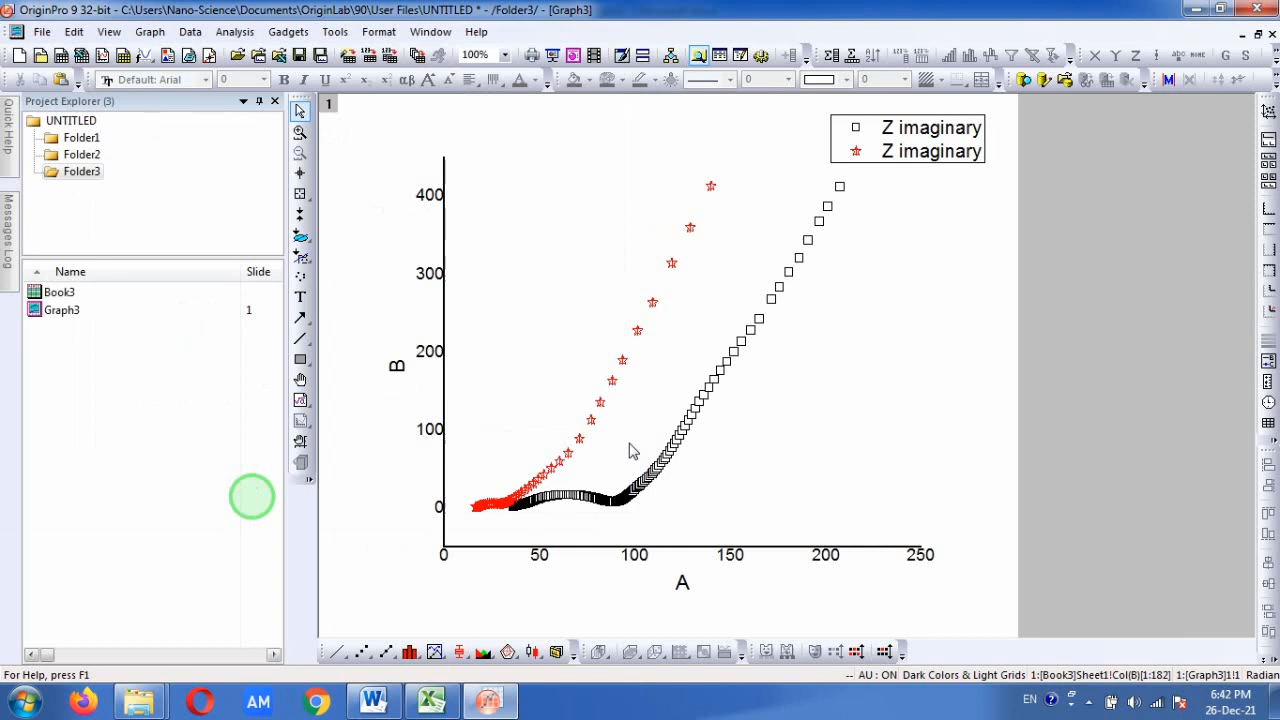 OriginPro 9 32-bit - C:\Users\Nano-Science\Documents\OriginLab\90\User Files\UNTITLED * - /Folder3/ - [Graph3]
File Edit View Graph Data Analysis Gadgets Tools Format Window Help
100%
Default: Arial 0 B I U 0 0
Project Explorer (3)
UNTITLED
Folder1
Folder2
Folder3
Name Slide
Book3
Graph3 1
Quick Help
Messages Log
1
Z imaginary
Z imaginary
400
300
200
100
0
B
0 50 100 150 200 250
A
For Help, press F1
-- AU : ON Dark Colors & Light Grids 1:[Book3]Sheet1!Col(B)[1:182] 1:[Graph3]1!1 Radian
AM
EN
6:42 PM
26-Dec-21